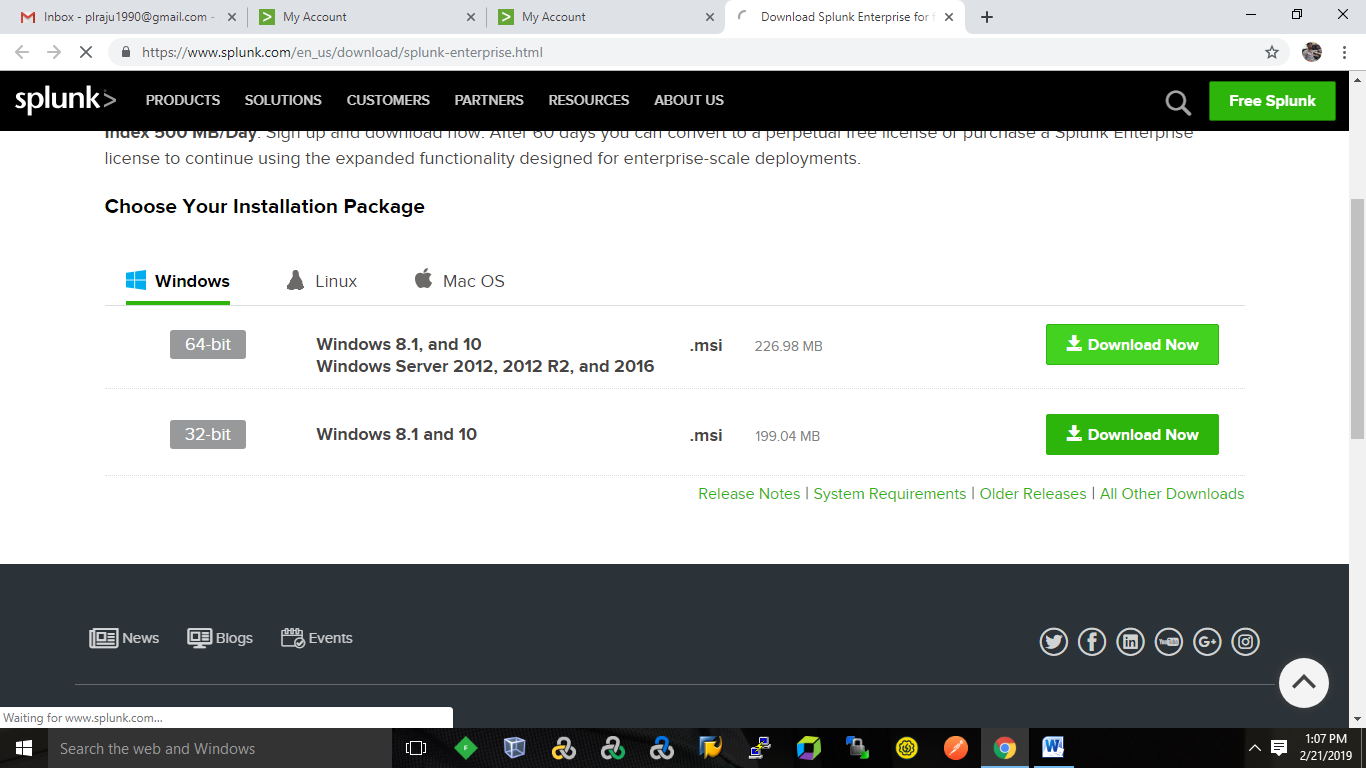 Inbox - plraju1990@gmail.com -
My Account
My Account
Download Splunk Enterprise for f
https://www.splunk.com/en_us/download/splunk-enterprise.html
splunk>
PRODUCTS
SOLUTIONS
CUSTOMERS
PARTNERS
RESOURCES
ABOUT US
Free Splunk
Index 500 MB/Day. Sign up and download now. After 60 days you can convert to a perpetual free license or purchase a Splunk Enterprise
license to continue using the expanded functionality designed for enterprise-scale deployments.
Choose Your Installation Package
Windows
Linux
Mac OS
64-bit
Windows 8.1, and 10
Windows Server 2012, 2012 R2, and 2016
.msi
226.98 MB
Download Now
32-bit
Windows 8.1 and 10
.msi
199.04 MB
Download Now
Release Notes | System Requirements | Older Releases | All Other Downloads
News
Blogs
Events
Waiting for www.splunk.com...
Search the web and Windows
1:07 PM
2/21/2019